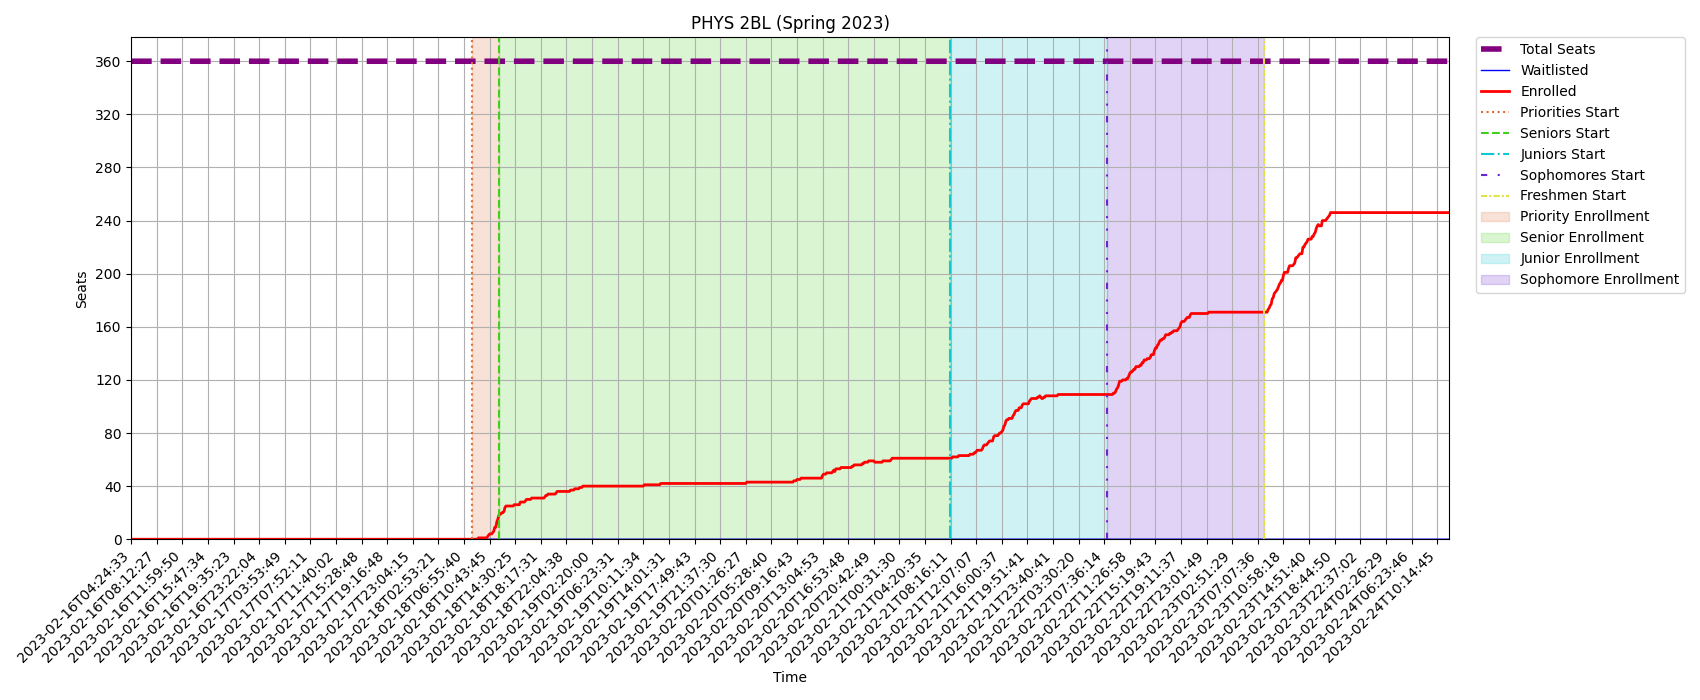 PHYS 2BL (Spring 2023)
Seats
360
320
280
240
200
160
120
80
40
0
2023-02-16T04:24:33
2023-02-16T08:12:27
2023-02-16T11:59:50
2023-02-16T15:47:34
2023-02-16T19:35:23
2023-02-16T23:22:04
2023-02-17T03:53:49
2023-02-17T07:52:11
2023-02-17T11:40:02
2023-02-17T15:28:48
2023-02-17T19:16:48
2023-02-17T23:04:15
2023-02-18T02:53:21
2023-02-18T06:55:40
2023-02-18T10:43:45
2023-02-18T14:30:25
2023-02-18T18:17:31
2023-02-18T22:04:38
2023-02-19T02:20:00
2023-02-19T06:23:31
2023-02-19T10:11:34
2023-02-19T14:01:31
2023-02-19T17:49:43
2023-02-19T21:37:30
2023-02-20T01:26:27
2023-02-20T05:28:40
2023-02-20T09:16:43
2023-02-20T13:04:53
2023-02-20T16:53:48
2023-02-20T20:42:49
2023-02-21T00:31:30
2023-02-21T04:20:35
2023-02-21T08:16:11
2023-02-21T12:07:07
2023-02-21T16:00:37
2023-02-21T19:51:41
2023-02-21T23:40:41
2023-02-22T03:30:20
2023-02-22T07:36:14
2023-02-22T11:26:58
2023-02-22T15:19:43
2023-02-22T19:11:37
2023-02-22T23:01:49
2023-02-23T02:51:29
2023-02-23T07:07:36
2023-02-23T10:58:18
2023-02-23T14:51:40
2023-02-23T18:44:50
2023-02-23T22:37:02
2023-02-24T02:26:29
2023-02-24T06:23:46
2023-02-24T10:14:45
Time
Total Seats
Waitlisted
Enrolled
Priorities Start
Seniors Start
Juniors Start
Sophomores Start
Freshmen Start
Priority Enrollment
Senior Enrollment
Junior Enrollment
Sophomore Enrollment